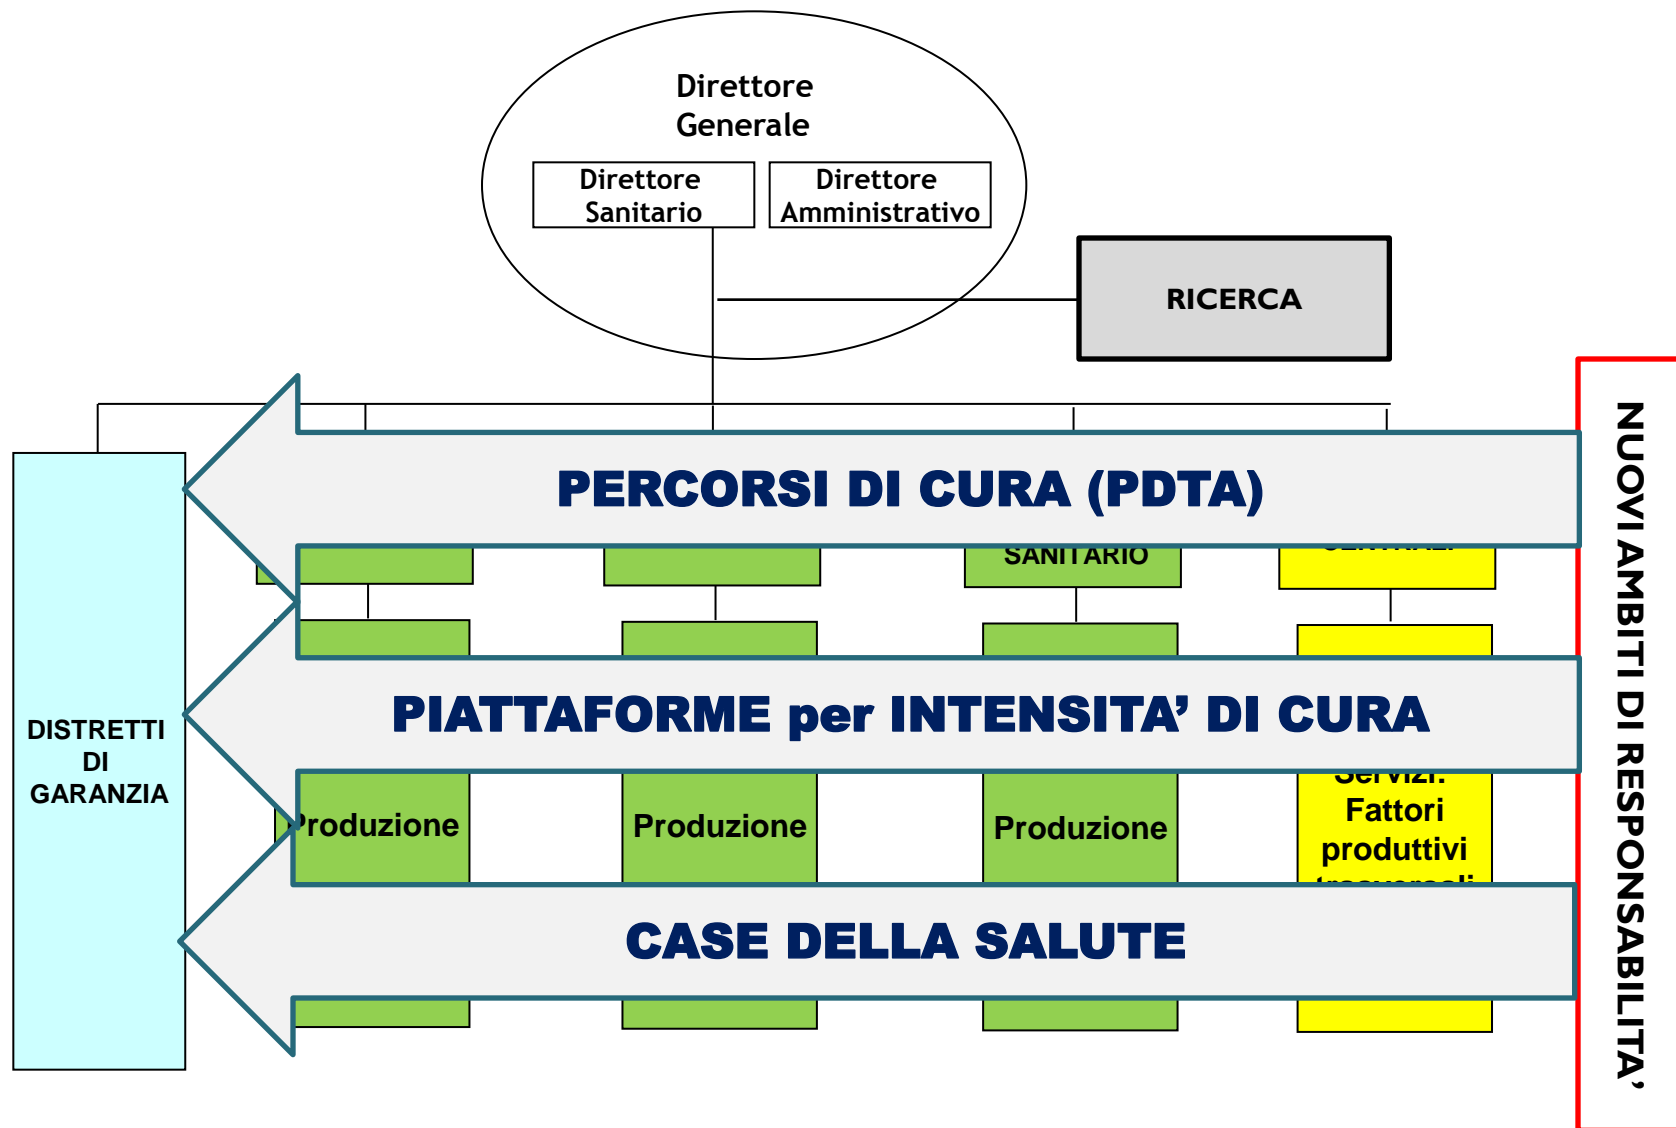 Direttore
Generale
Direttore
Sanitario
Direttore
Amministrativo
RICERCA
PERCORSI DI CURA (PDTA)
SANITARIO
PIATTAFORME per INTENSITA’ DI CURA
DISTRETTI
DI
GARANZIA
Produzione
Produzione
Produzione
Servizi:
Fattori
produttivi
CASE DELLA SALUTE
NUOVI AMBITI DI RESPONSABILITA’